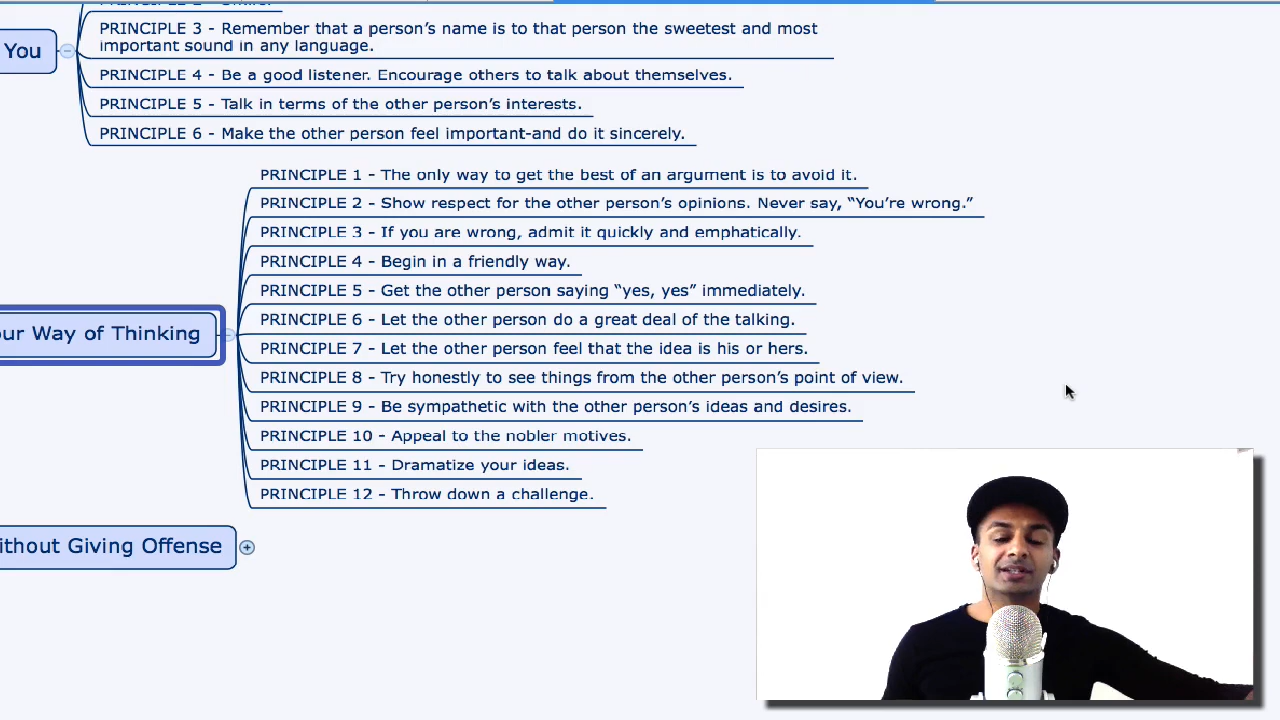 PRINCIPLE 3 - Remember that a person’s name is to that person the sweetest and most
important sound in any language.
You
PRINCIPLE 4 - Be a good listener. Encourage others to talk about themselves.
PRINCIPLE 5 - Talk in terms of the other person’s interests.
PRINCIPLE 6 - Make the other person feel important-and do it sincerely.
PRINCIPLE 1 - The only way to get the best of an argument is to avoid it.
PRINCIPLE 2 - Show respect for the other person’s opinions. Never say, “You’re wrong.”
PRINCIPLE 3 - If you are wrong, admit it quickly and emphatically.
PRINCIPLE 4 - Begin in a friendly way.
PRINCIPLE 5 - Get the other person saying “yes, yes” immediately.
PRINCIPLE 6 - Let the other person do a great deal of the talking.
our Way of Thinking
PRINCIPLE 7 - Let the other person feel that the idea is his or hers.
PRINCIPLE 8 - Try honestly to see things from the other person’s point of view.
PRINCIPLE 9 - Be sympathetic with the other person’s ideas and desires.
PRINCIPLE 10 - Appeal to the nobler motives.
PRINCIPLE 11 - Dramatize your ideas.
PRINCIPLE 12 - Throw down a challenge.
ithout Giving Offense